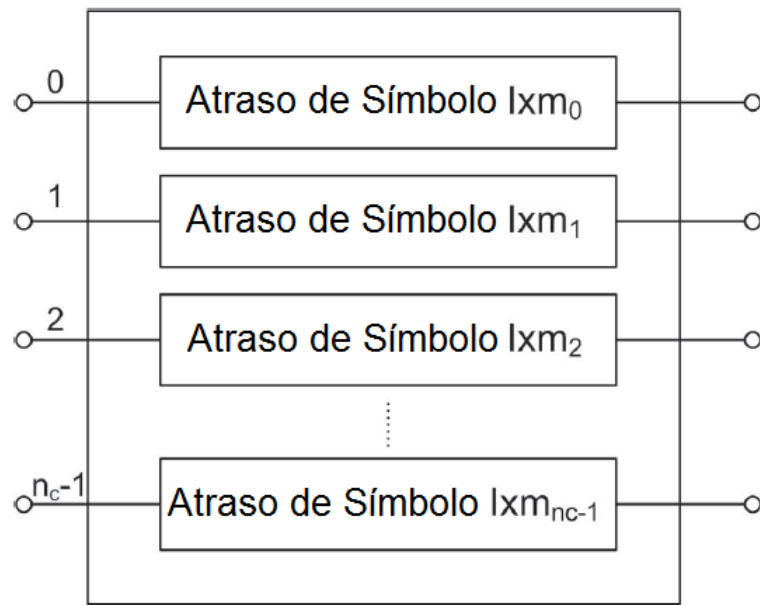 0
Atraso de Símbolo Ixm₀
1
Atraso de Símbolo Ixm₁
2
Atraso de Símbolo Ixm₂
n꜀-1
Atraso de Símbolo Ixmnc-1